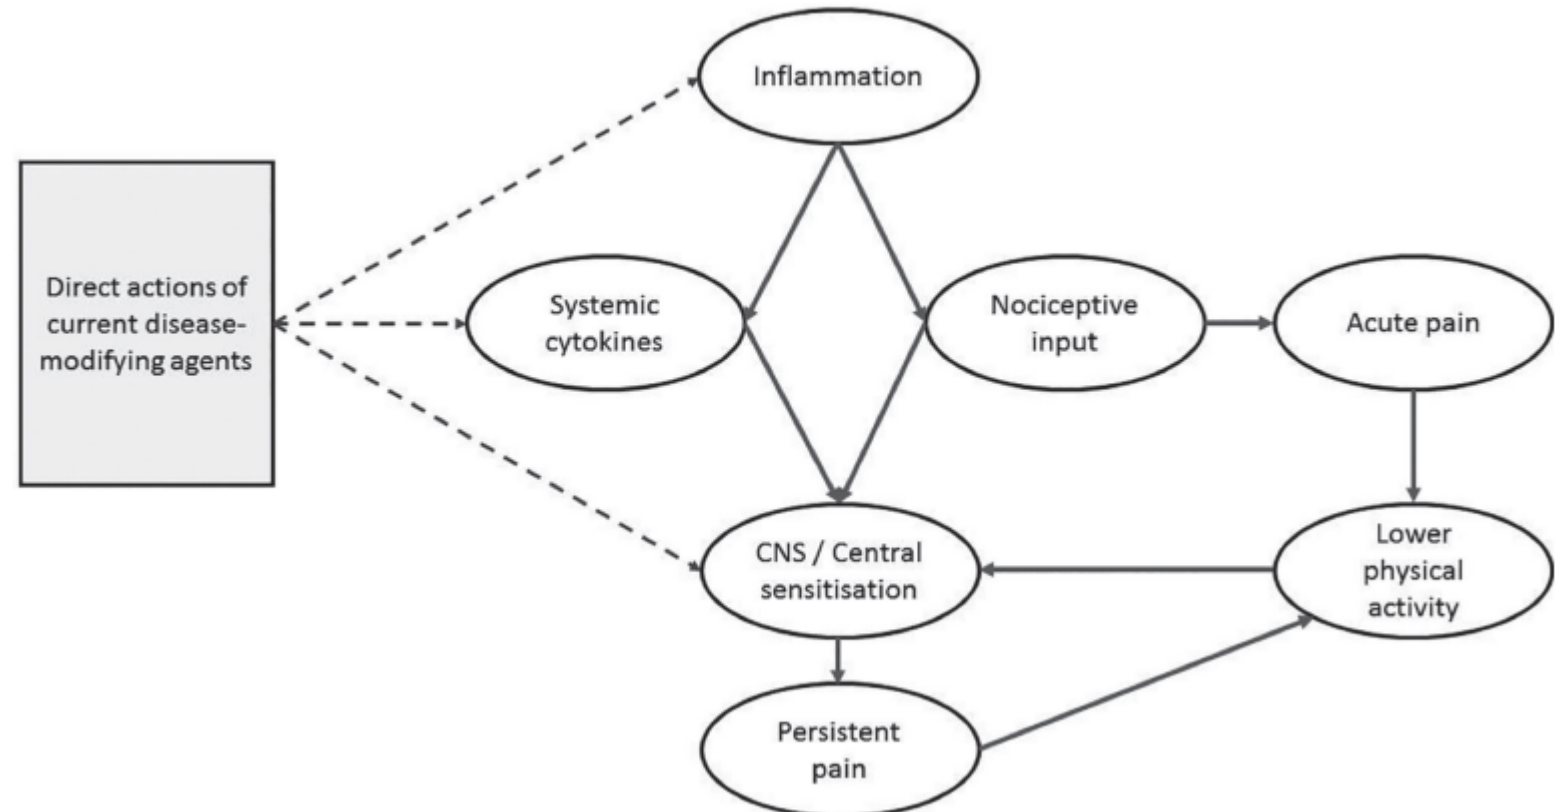 Inflammation
Direct actions of
current disease-
modifying agents
Systemic
cytokines
Nociceptive
input
Acute pain
CNS / Central
sensitisation
Lower
physical
activity
Persistent
pain